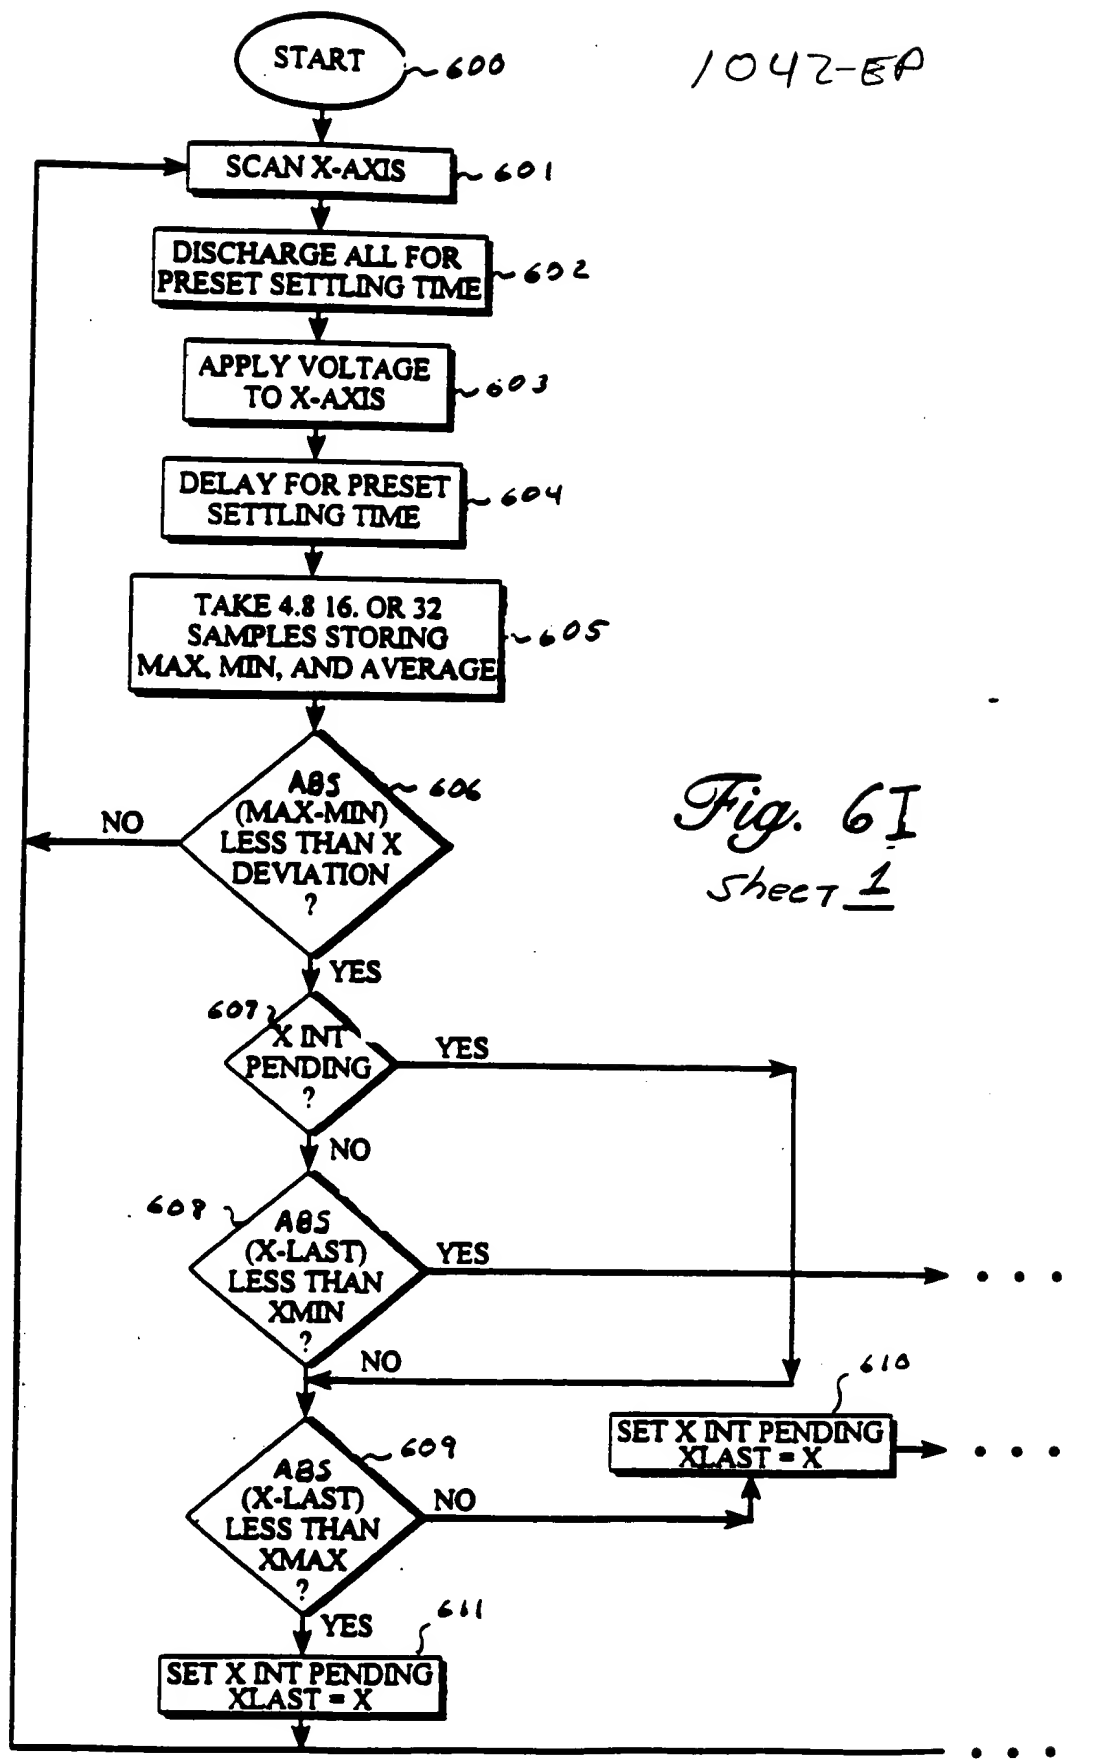 START
600
1042-EP
SCAN X-AXIS
601
DISCHARGE ALL FOR
PRESET SETTLING TIME
602
APPLY VOLTAGE
TO X-AXIS
603
DELAY FOR PRESET
SETTLING TIME
604
TAKE 4.8 16. OR 32
SAMPLES STORING
MAX, MIN, AND AVERAGE
605
ABS
(MAX-MIN)
LESS THAN X
DEVIATION
?
606
NO
Fig. 6I
Sheet 1
YES
607
X INT
PENDING
?
YES
NO
608
ABS
(X-LAST)
LESS THAN
XMIN
?
YES
NO
610
SET X INT PENDING
XLAST = X
609
ABS
(X-LAST)
LESS THAN
XMAX
?
NO
YES
611
SET X INT PENDING
XLAST = X